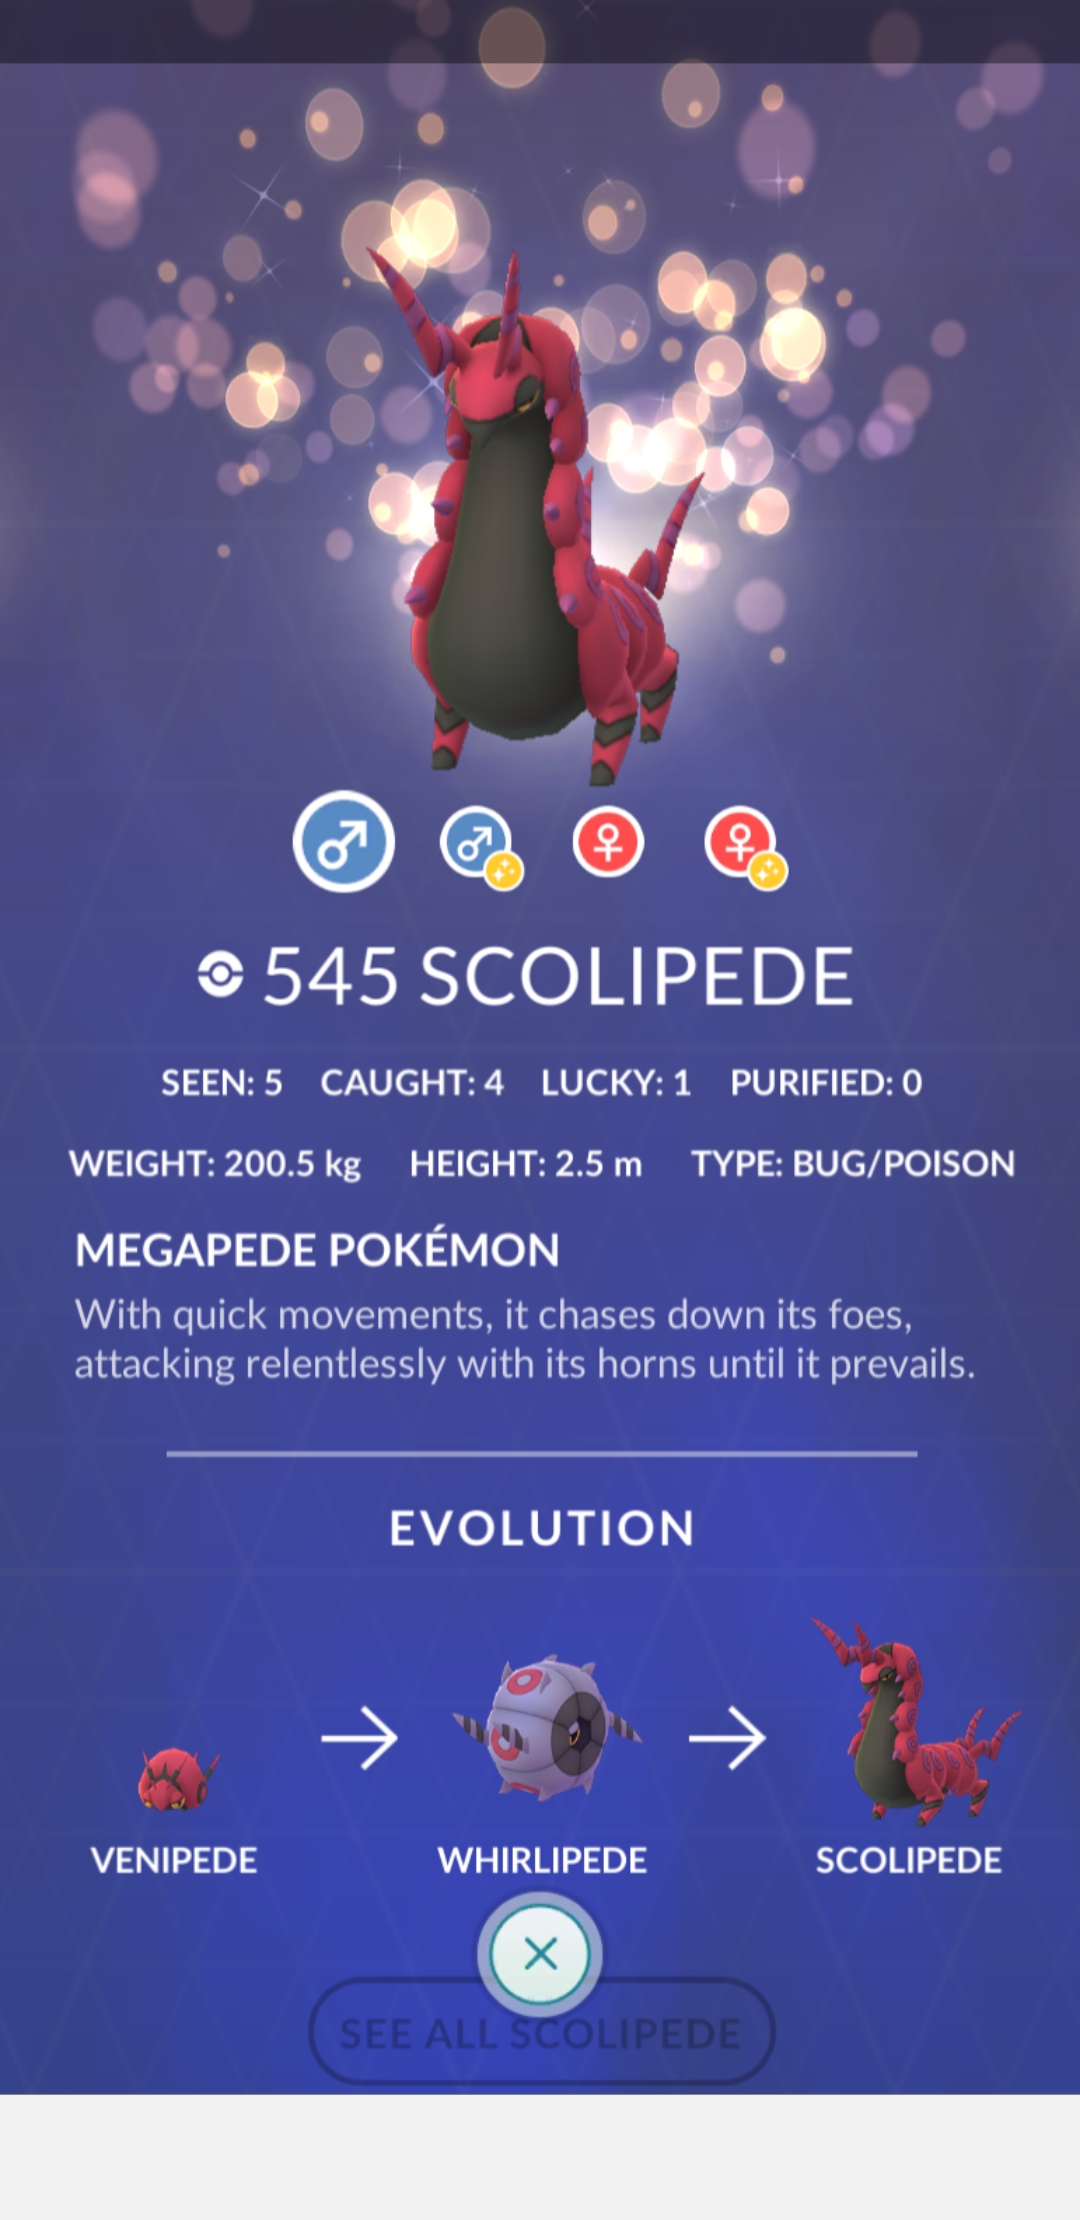 545 SCOLIPEDE
SEEN: 5 CAUGHT: 4 LUCKY: 1 PURIFIED: 0
WEIGHT: 200.5 kg HEIGHT: 2.5 m TYPE: BUG/POISON
MEGAPEDE POKÉMON
With quick movements, it chases down its foes,
attacking relentlessly with its horns until it prevails.
EVOLUTION
VENIPEDE WHIRLIPEDE SCOLIPEDE
SEE ALL SCOLIPEDE